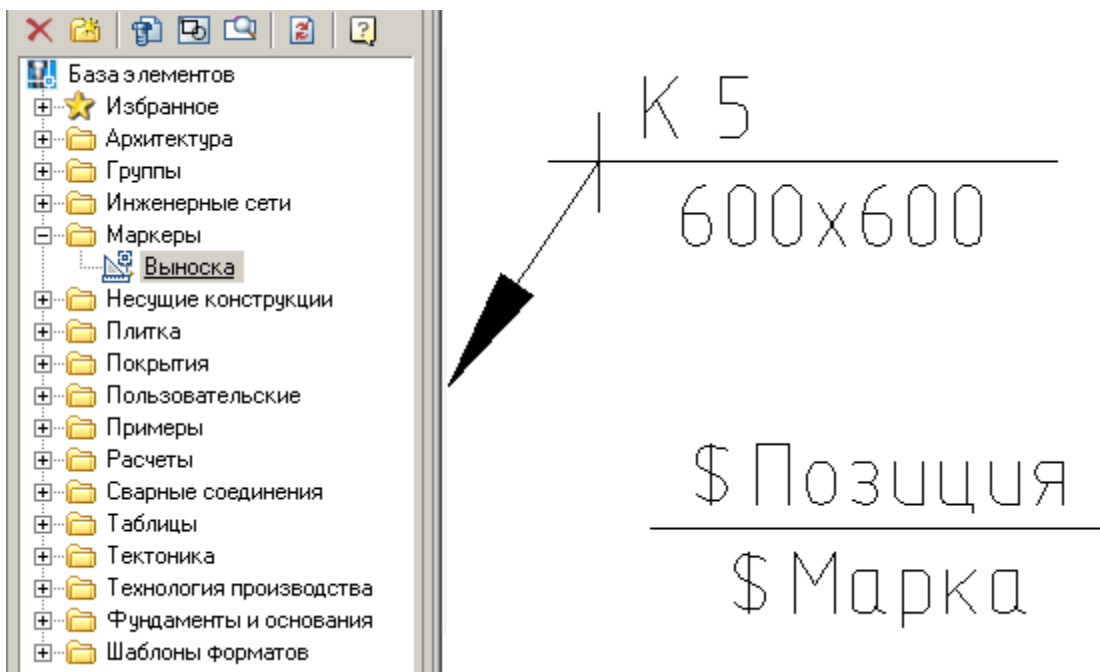 База элементов
Избранное
Архитектура
Группы
Инженерные сети
Маркеры
Выноска
Несущие конструкции
Плитка
Покрытия
Пользовательские
Примеры
Расчеты
Сварные соединения
Таблицы
Тектоника
Технология производства
Фундаменты и основания
Шаблоны форматов
К 5
600х600
$Позиция
$Марка